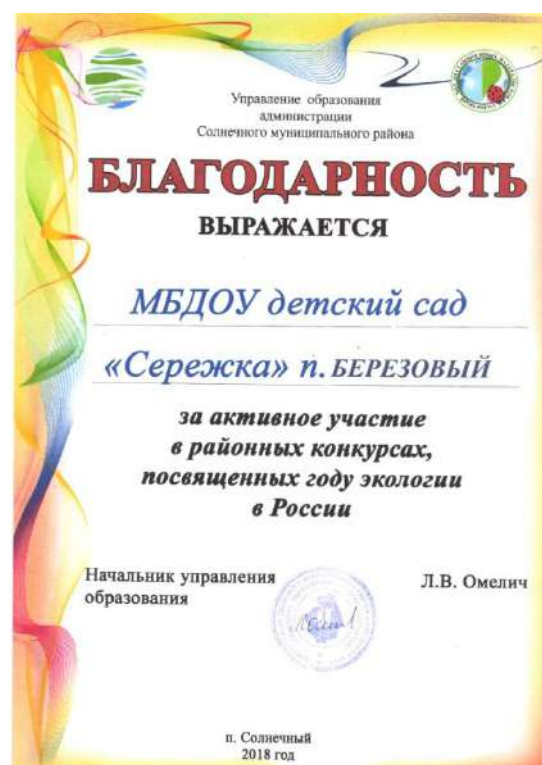 Управление образования
администрации
Солнечного муниципального района
БЛАГОДАРНОСТЬ
ВЫРАЖАЕТСЯ
МБДОУ детский сад
«Сережка» п. БЕРЕЗОВЫЙ
за активное участие
в районных конкурсах,
посвященных году экологии
в России
Начальник управления
образования
Л.В. Омелич
п. Солнечный
2018 год